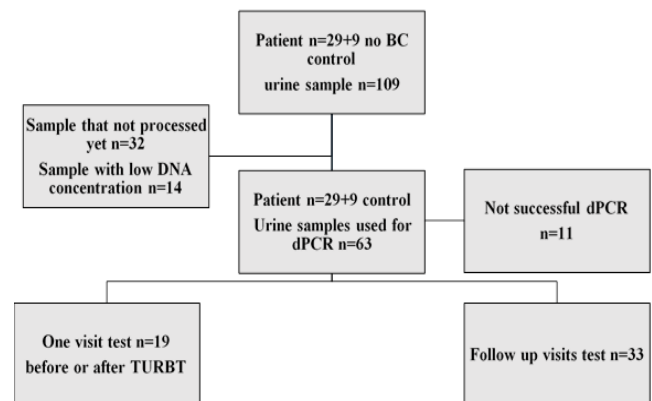 Patient n=29+9 no BC
control
urine sample n=109
Sample that not processed
yet n=32
Sample with low DNA
concentration n=14
Patient n=29+9 control
Urine samples used for
dPCR n=63
Not successful dPCR
n=11
One visit test n=19
before or after TURBT
Follow up visits test n=33